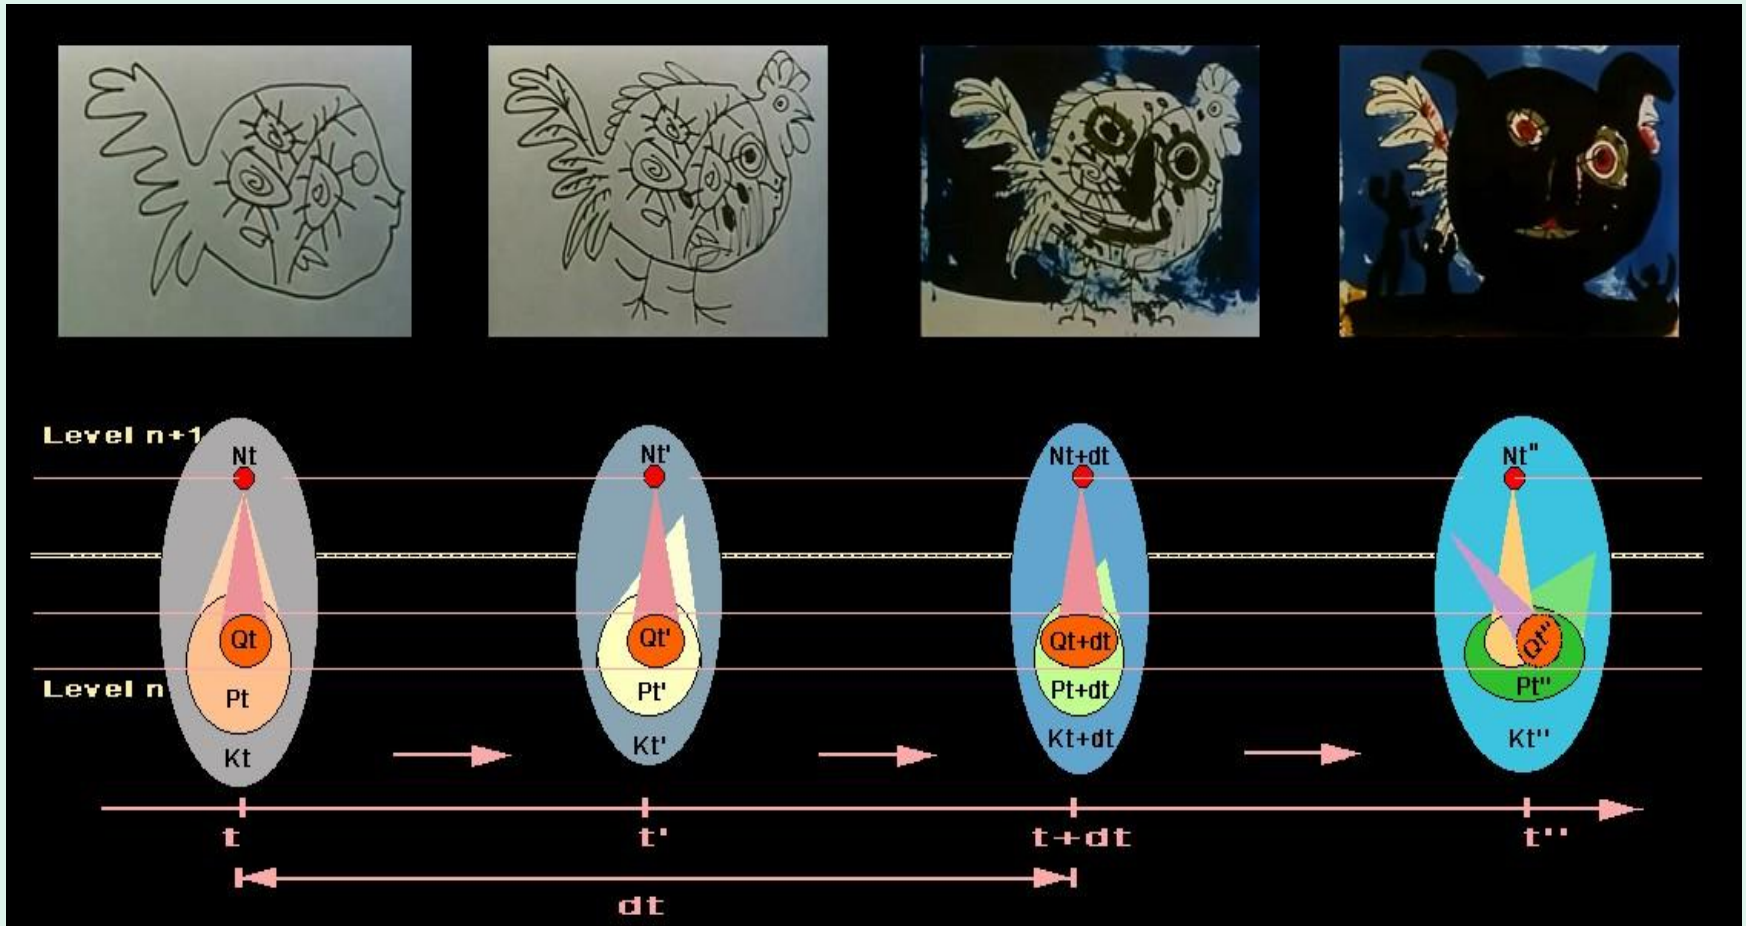 Level n+1
Nt
Nt'
Nt+dt
Nt"
Qt
Qt'
Qt+dt
Qt"
Level n
Pt
Pt'
Pt+dt
Pt"
Kt
Kt'
Kt+dt
Kt"
t
t'
t+dt
t''
dt